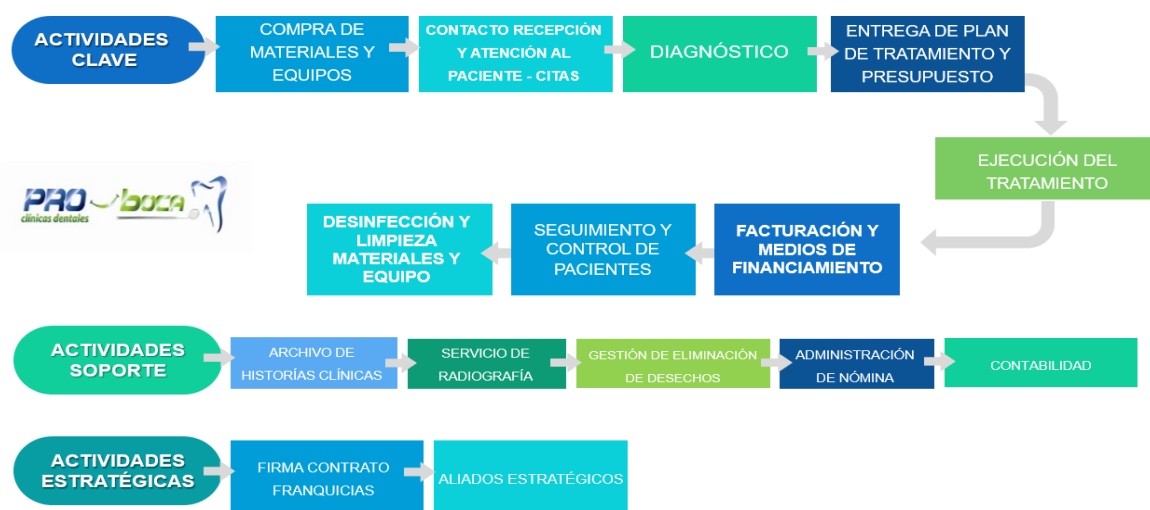 ACTIVIDADES
CLAVE
COMPRA DE
MATERIALES Y
EQUIPOS
CONTACTO RECEPCIÓN
Y ATENCIÓN AL
PACIENTE - CITAS
DIAGNÓSTICO
ENTREGA DE PLAN
DE TRATAMIENTO Y
PRESUPUESTO
EJECUCIÓN DEL
TRATAMIENTO
PRO boca
clínicas dentales
DESINFECCIÓN Y
LIMPIEZA
MATERIALES Y
EQUIPO
SEGUIMIENTO Y
CONTROL DE
PACIENTES
FACTURACIÓN Y
MEDIOS DE
FINANCIAMIENTO
ACTIVIDADES
SOPORTE
ARCHIVO DE
HISTORÍAS CLÍNICAS
SERVICIO DE
RADIOGRAFÍA
GESTIÓN DE ELIMINACIÓN
DE DESECHOS
ADMINISTRACIÓN
DE NÓMINA
CONTABILIDAD
ACTIVIDADES
ESTRATÉGICAS
FIRMA CONTRATO
FRANQUICIAS
ALIADOS ESTRATÉGICOS